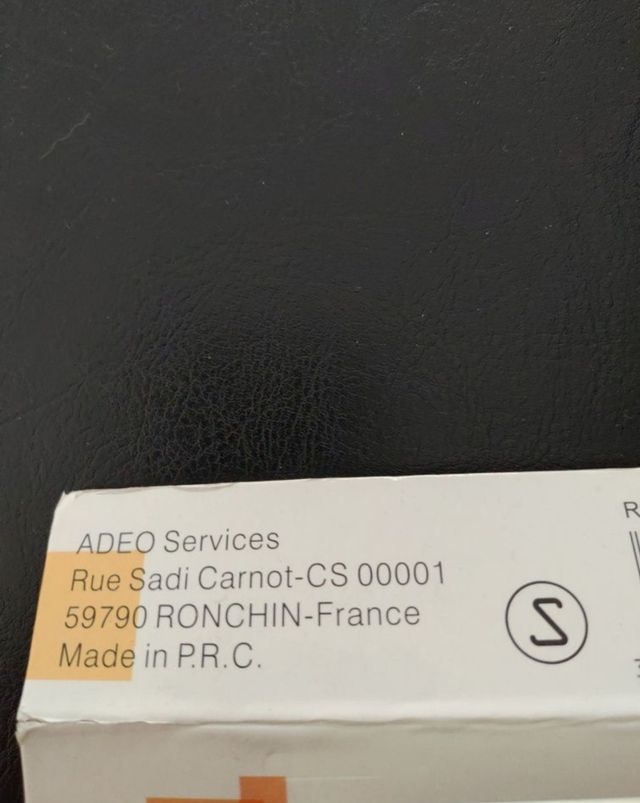 ADEO Services
Rue Sadi Carnot-CS 00001
59790 RONCHIN-France
Made in P.R.C.
R